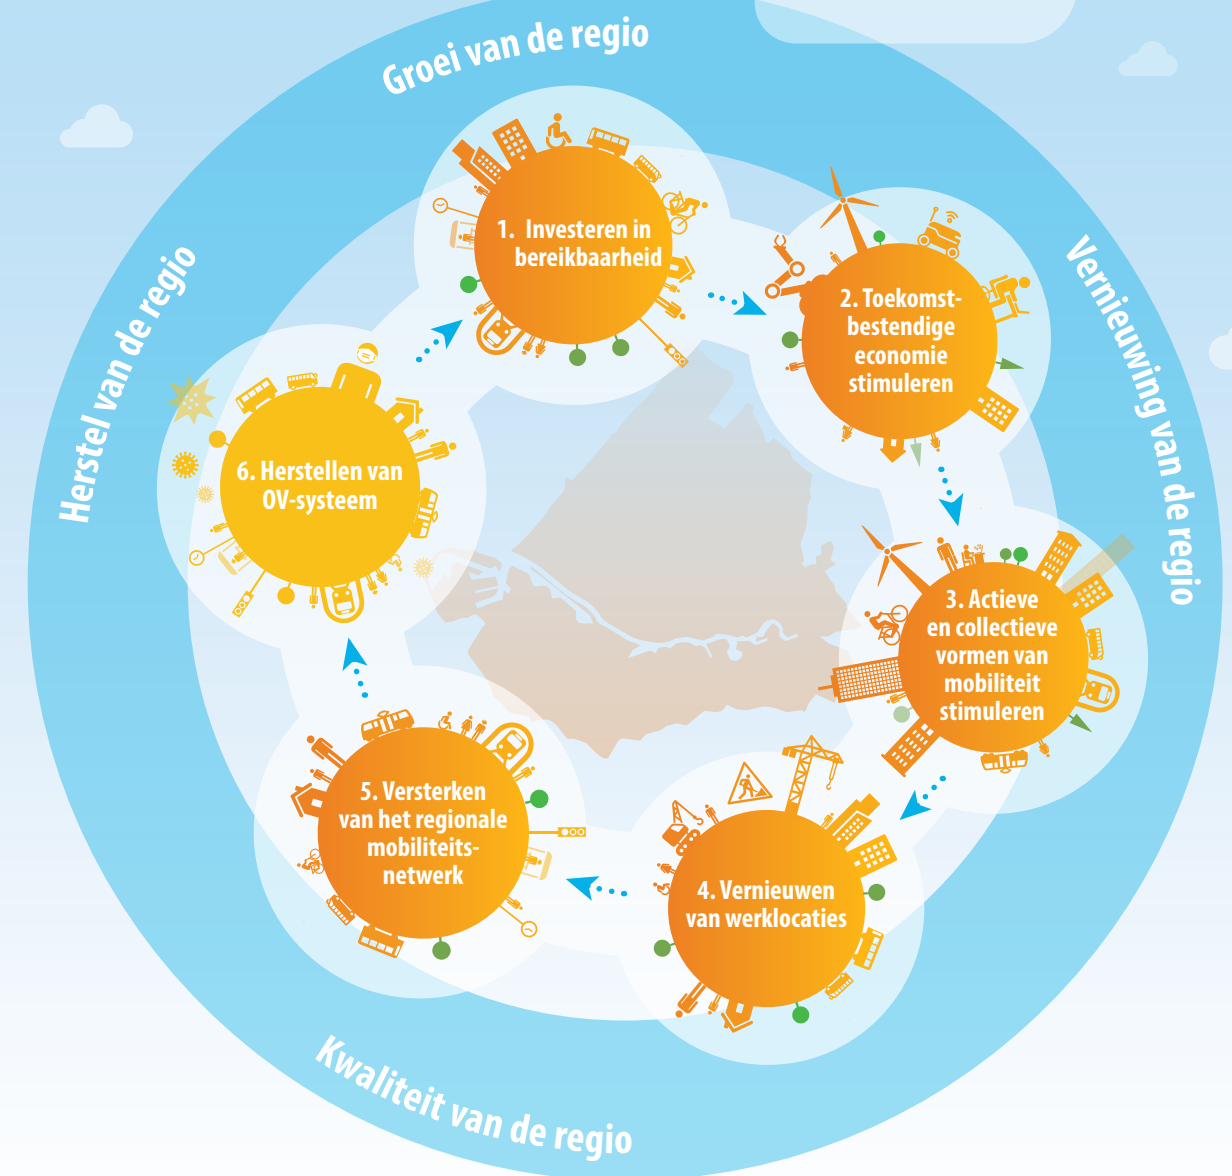 Groei van de regio
Vernieuwing van de regio
Kwaliteit van de regio
Herstel van de regio
1. Investeren in
bereikbaarheid
2. Toekomst-
bestendige
economie
stimuleren
3. Actieve
en collectieve
vormen van
mobiliteit
stimuleren
4. Vernieuwen
van werklocaties
5. Versterken
van het regionale
mobiliteits-
netwerk
6. Herstellen van
OV-systeem